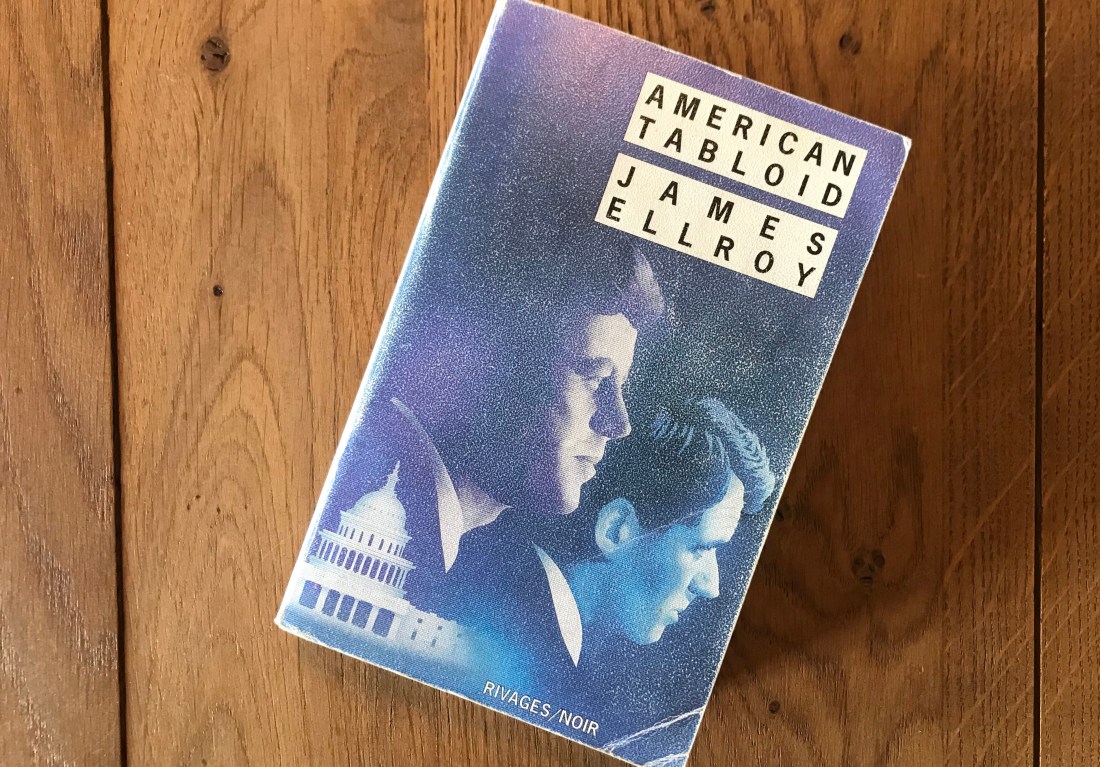 AMERICAN
TABLOID
JAMES
ELLROY
RIVAGES/NOIR